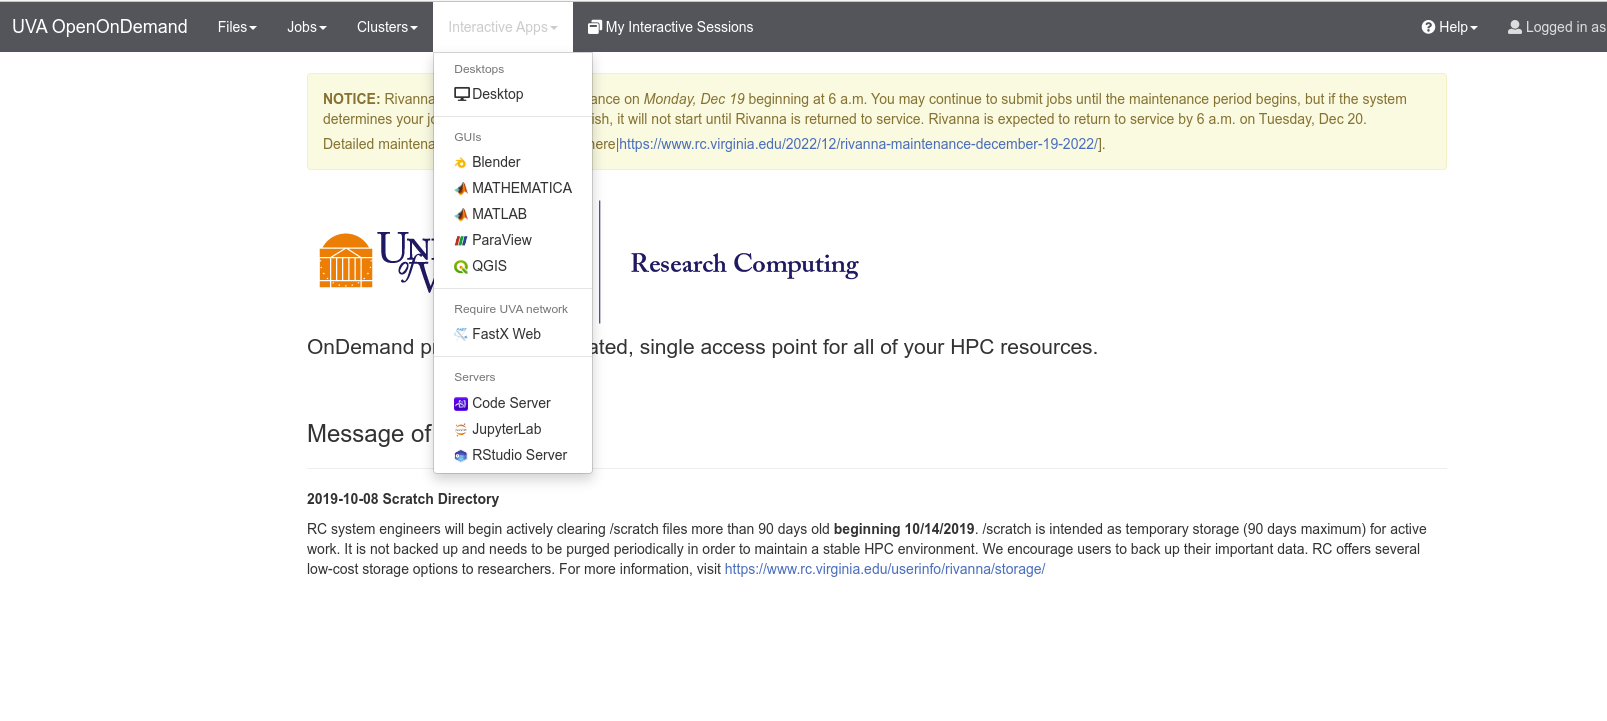 UVA OpenOnDemand Files Jobs Clusters Interactive Apps My Interactive Sessions Help Logged in as
Desktops
Desktop
GUIs
Blender
MATHEMATICA
MATLAB
ParaView
QGIS
Require UVA network
FastX Web
Servers
Code Server
JupyterLab
RStudio Server
NOTICE: Rivanna ance on Monday, Dec 19 beginning at 6 a.m. You may continue to submit jobs until the maintenance period begins, but if the system
determines your ish, it will not start until Rivanna is returned to service. Rivanna is expected to return to service by 6 a.m. on Tuesday, Dec 20.
Detailed maintena here|https://www.rc.virginia.edu/2022/12/rivanna-maintenance-december-19-2022/].
Research Computing
OnDemand ated, single access point for all of your HPC resources.
Message of
2019-10-08 Scratch Directory
RC system engineers will begin actively clearing /scratch files more than 90 days old beginning 10/14/2019. /scratch is intended as temporary storage (90 days maximum) for active
work. It is not backed up and needs to be purged periodically in order to maintain a stable HPC environment. We encourage users to back up their important data. RC offers several
low-cost storage options to researchers. For more information, visit https://www.rc.virginia.edu/userinfo/rivanna/storage/